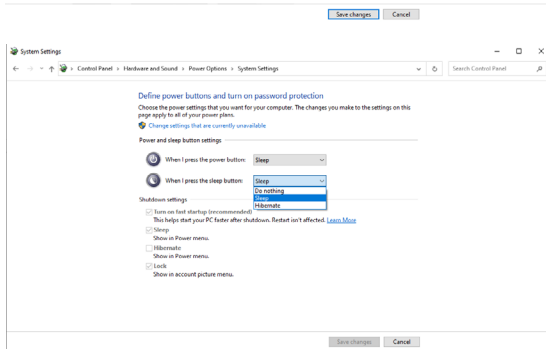 Save changes Cancel
System Settings
Control Panel > Hardware and Sound > Power Options > System Settings
Search Control Panel
Define power buttons and turn on password protection
Choose the power settings that you want for your computer. The changes you make to the settings on this
page apply to all of your power plans.
Change settings that are currently unavailable
Power and sleep button settings
When I press the power button: Sleep
When I press the sleep button: Sleep
Do nothing
Sleep
Hibernate
Shutdown settings
Turn on fast startup (recommended)
This helps start your PC faster after shutdown. Restart isn't affected. Learn More
Sleep
Show in Power menu.
Hibernate
Show in Power menu.
Lock
Show in account picture menu.
Save changes Cancel